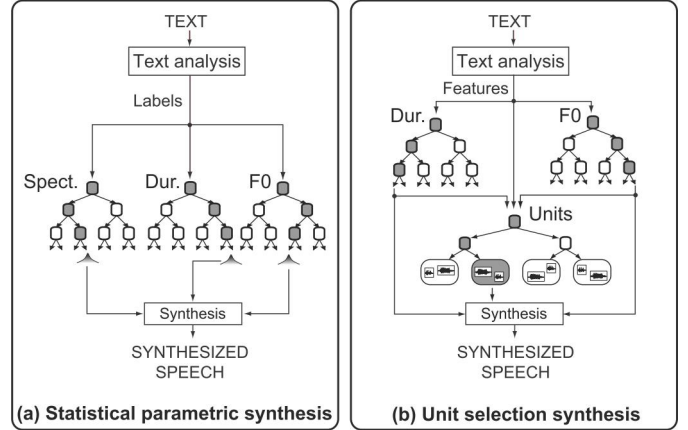 TEXT
Text analysis
Labels
Spect.
Dur.
F0
Synthesis
SYNTHESIZED
SPEECH
(a) Statistical parametric synthesis
TEXT
Text analysis
Features
Dur.
F0
Units
Synthesis
SYNTHESIZED
SPEECH
(b) Unit selection synthesis